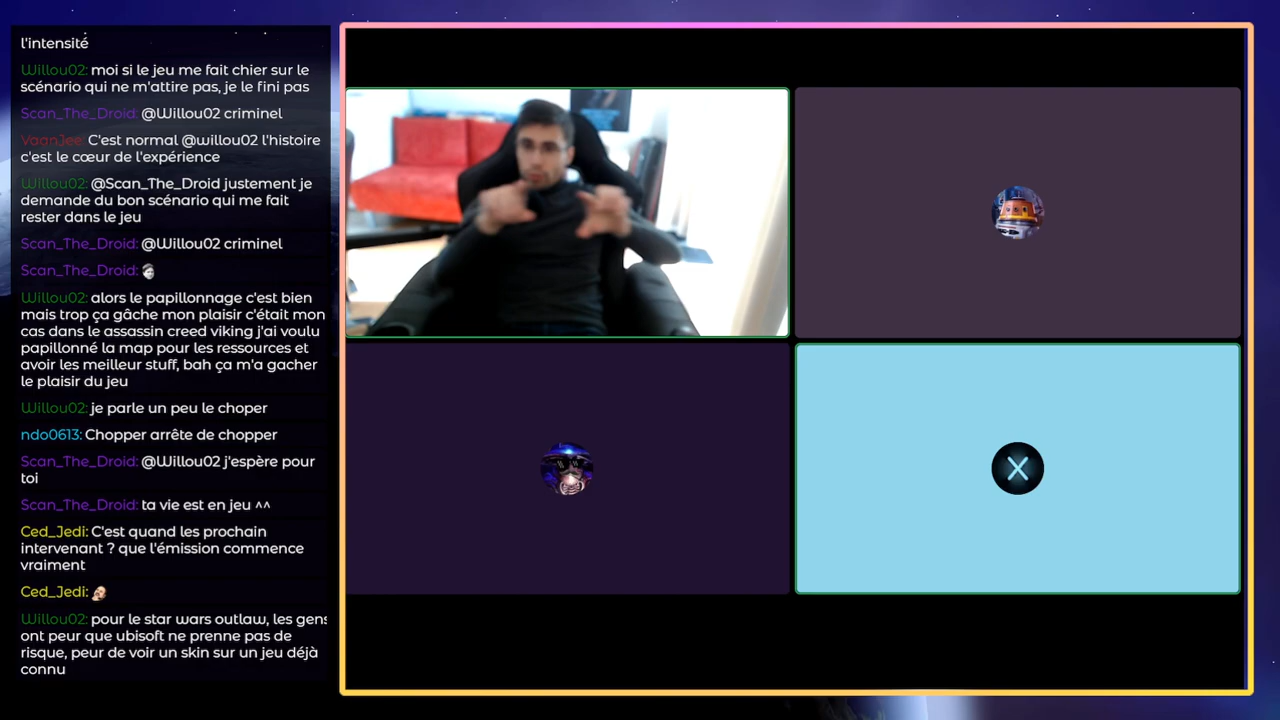 l'intensité
Willou02: moi si le jeu me fait chier sur le
scénario qui ne m'attire pas, je le fini pas
Scan_The_Droid: @Willou02 criminel
VaanJee: C'est normal @willou02 l'histoire
c'est le cœur de l'expérience
Willou02: @Scan_The_Droid justement je
demande du bon scénario qui me fait
rester dans le jeu
Scan_The_Droid: @Willou02 criminel
Scan_The_Droid:
Willou02: alors le papillonnage c'est bien
mais trop ça gâche mon plaisir c'était mon
cas dans le assassin creed viking j'ai voulu
papillonné la map pour les ressources et
avoir les meilleur stuff, bah ça m'a gacher
le plaisir du jeu
Willou02: je parle un peu le choper
ndo0613: Chopper arrête de chopper
Scan_The_Droid: @Willou02 j'espère pour
toi
Scan_The_Droid: ta vie est en jeu ^^
Ced_Jedi: C'est quand les prochain
intervenant ? que l'émission commence
vraiment
Ced_Jedi:
Willou02: pour le star wars outlaw, les gens
ont peur que ubisoft ne prenne pas de
risque, peur de voir un skin sur un jeu déjà
connu